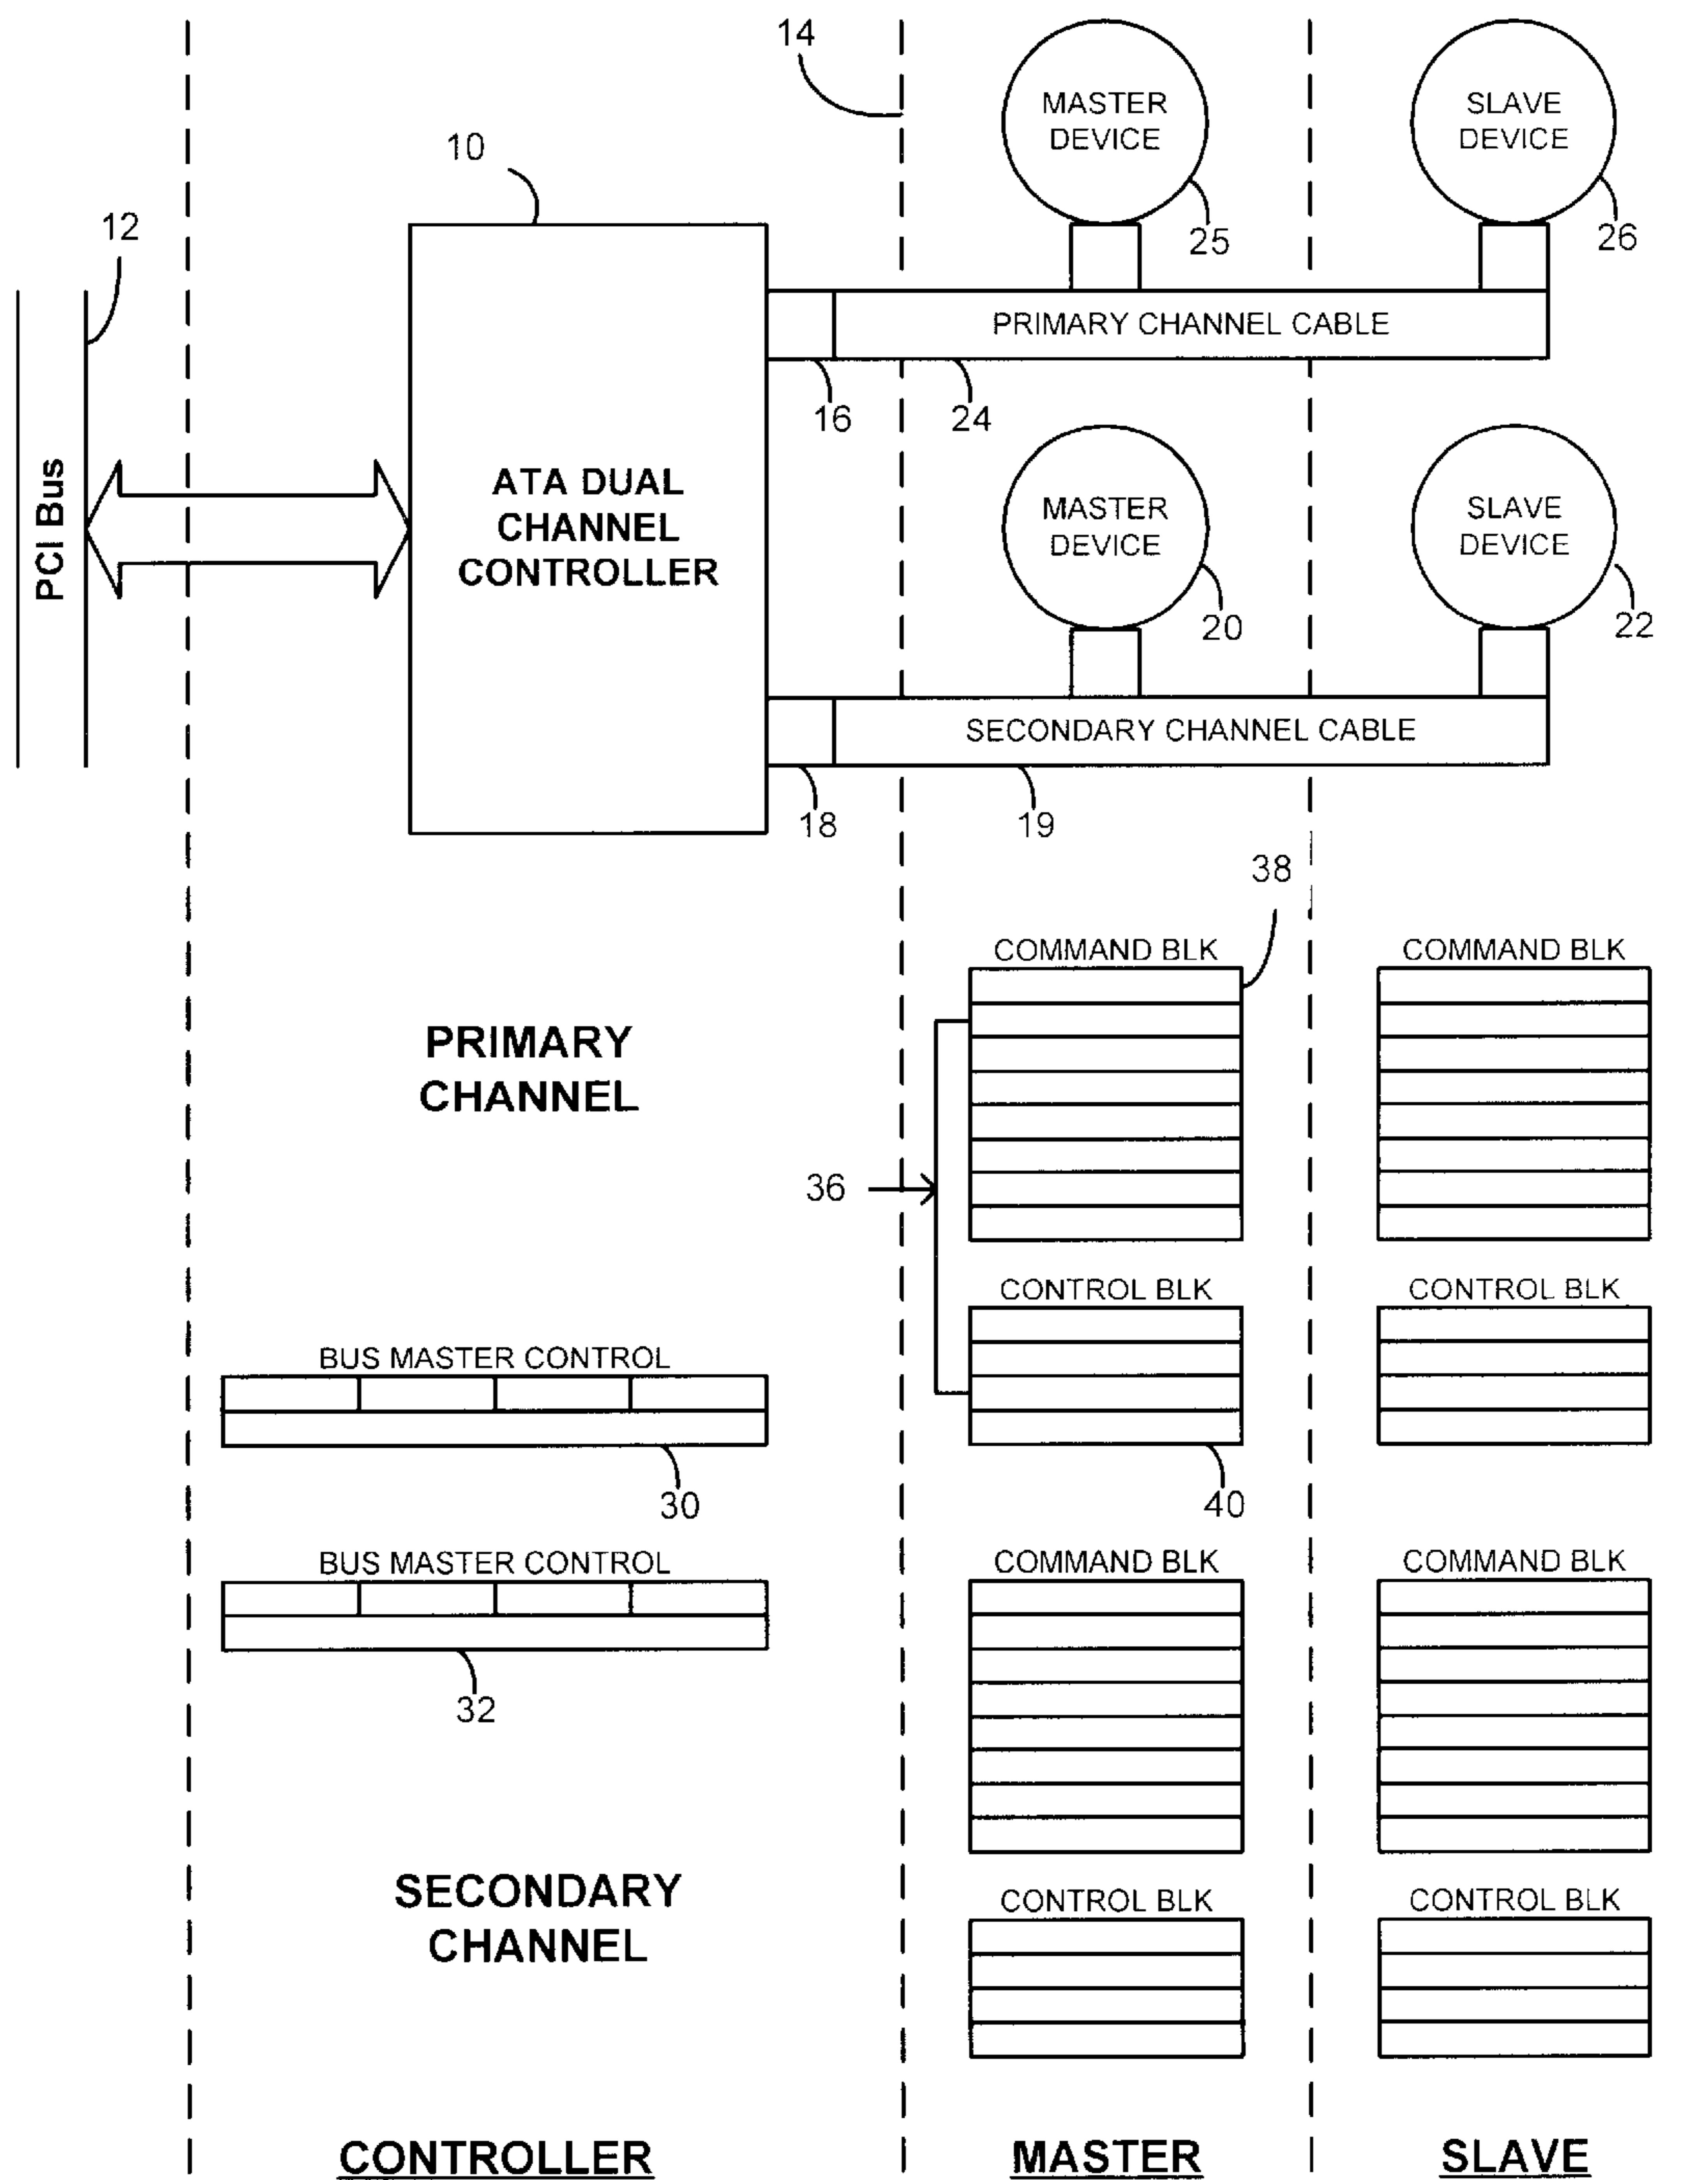 14
MASTER
DEVICE
SLAVE
DEVICE
10
12
25
26
PRIMARY CHANNEL CABLE
16
24
PCI Bus
ATA DUAL
CHANNEL
CONTROLLER
MASTER
DEVICE
SLAVE
DEVICE
20
22
SECONDARY CHANNEL CABLE
18
19
38
COMMAND BLK
COMMAND BLK
PRIMARY
CHANNEL
36
CONTROL BLK
CONTROL BLK
BUS MASTER CONTROL
30
40
BUS MASTER CONTROL
COMMAND BLK
COMMAND BLK
32
SECONDARY
CHANNEL
CONTROL BLK
CONTROL BLK
CONTROLLER
MASTER
SLAVE